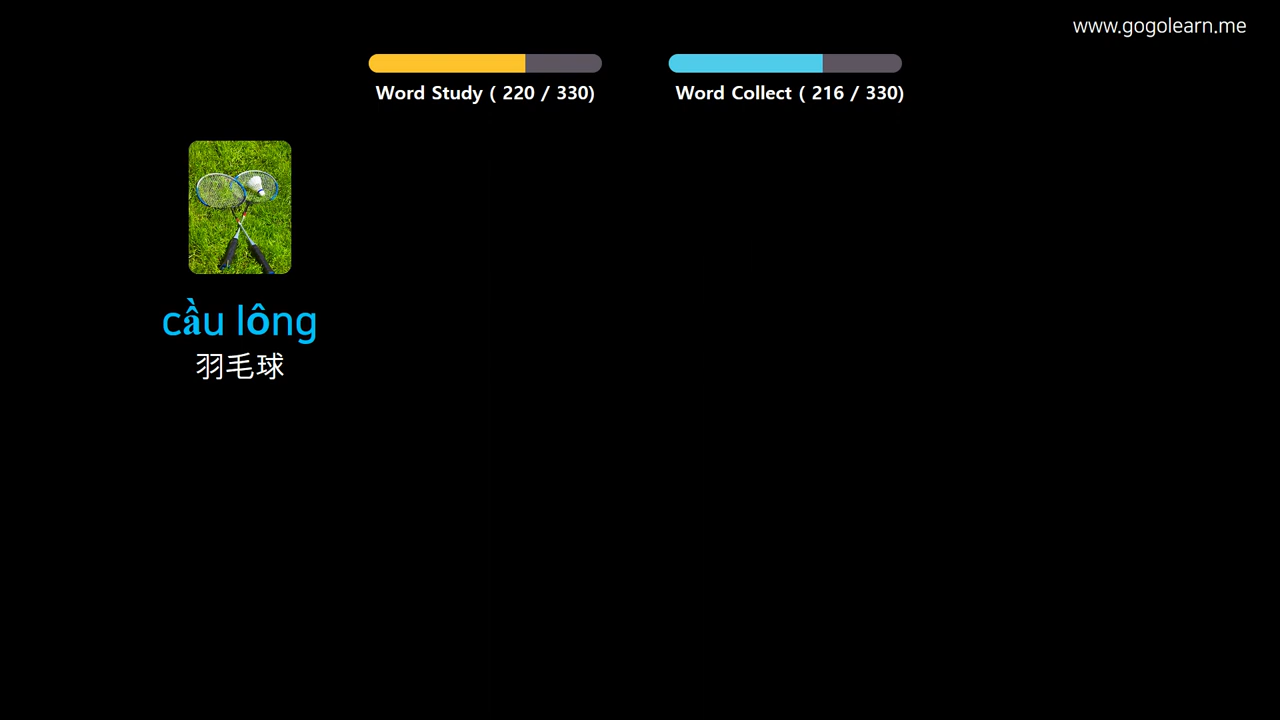 www.gogolearn.me
Word Study ( 220 / 330)
Word Collect ( 216 / 330)
cầu lông
羽毛球